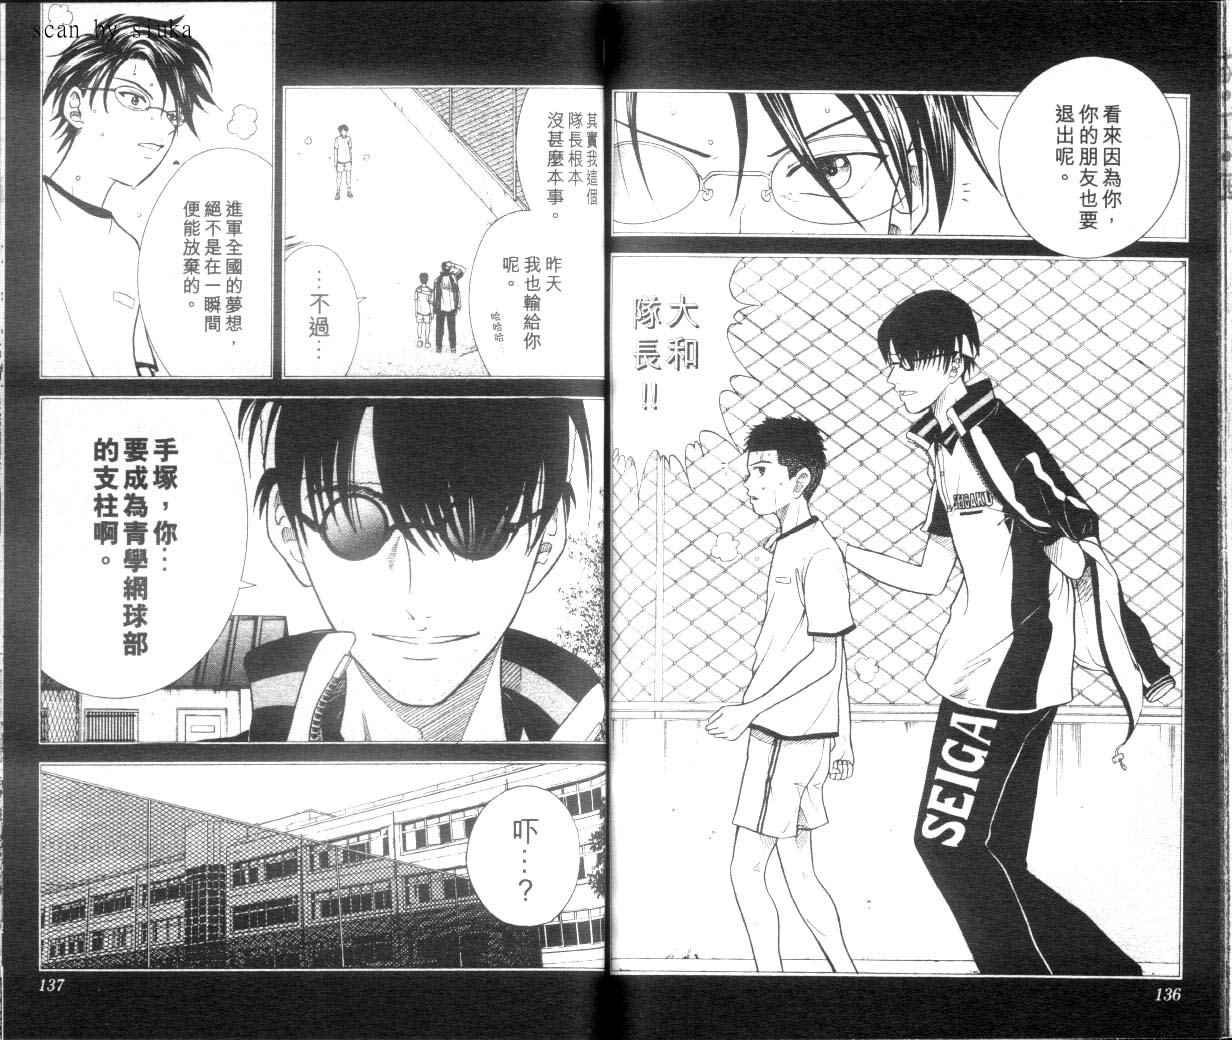 scan by siuka
看來因為你，
你的朋友也要
退出呢。
大和
隊長!!
SEIGAKU
SEIGA
136
其實我這個
隊長根本
沒甚麼本事。
昨天
我也輸給你
呢。
哈哈哈
…不過…
進軍全國的夢想，
絕不是在一瞬間
便能放棄的。
手塚，你…
要成為青學網球部
的支柱啊。
吓…？
137